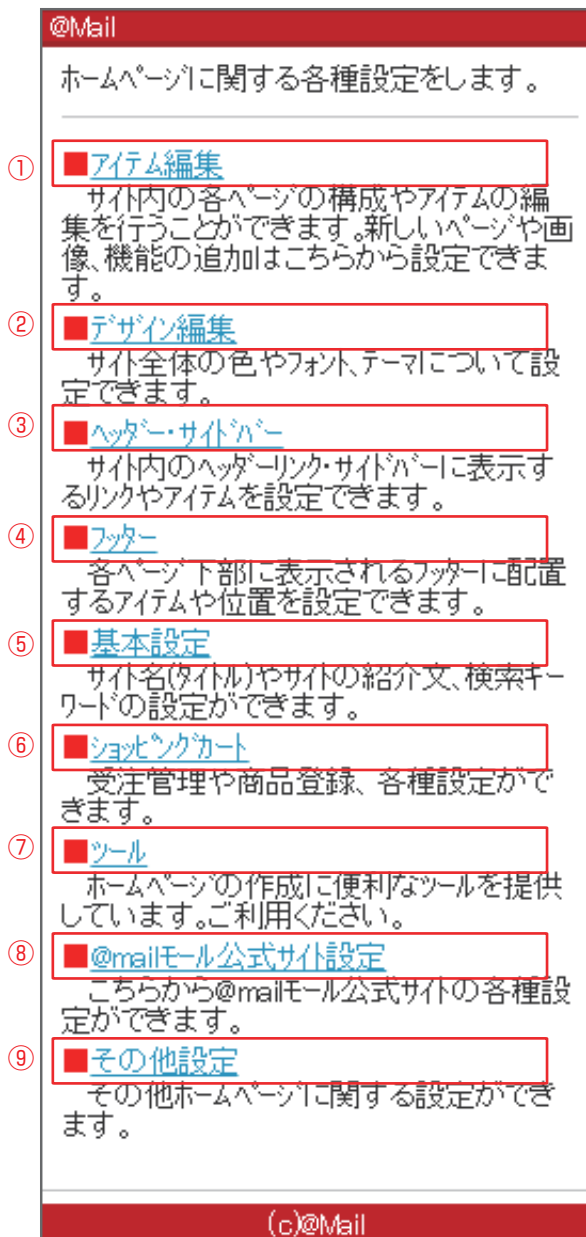 @Mail
ホームページに関する各種設定をします。
① ■アイテム編集
サイト内の各ページの構成やアイテムの編
集を行うことができます。新しいページや画
像、機能の追加はこちらから設定できま
す。
② ■デザイン編集
サイト全体の色やフォント、テーマについて設
定できます。
③ ■ヘッダー・サイドバー
サイト内のヘッダーリンク・サイドバーに表示す
るリンクやアイテムを設定できます。
④ ■フッター
各ページ下部に表示されるフッターに配置
するアイテムや位置を設定できます。
⑤ ■基本設定
サイト名(タイトル)やサイトの紹介文、検索キー
ワードの設定ができます。
⑥ ■ショッピングカート
受注管理や商品登録、各種設定がで
きます。
⑦ ■ツール
ホームページの作成に便利なツールを提供
しています。ご利用ください。
⑧ ■@mailモール公式サイト設定
こちらから@mailモール公式サイトの各種設
定ができます。
⑨ ■その他設定
その他ホームページに関する設定ができ
ます。
(c)@Mail